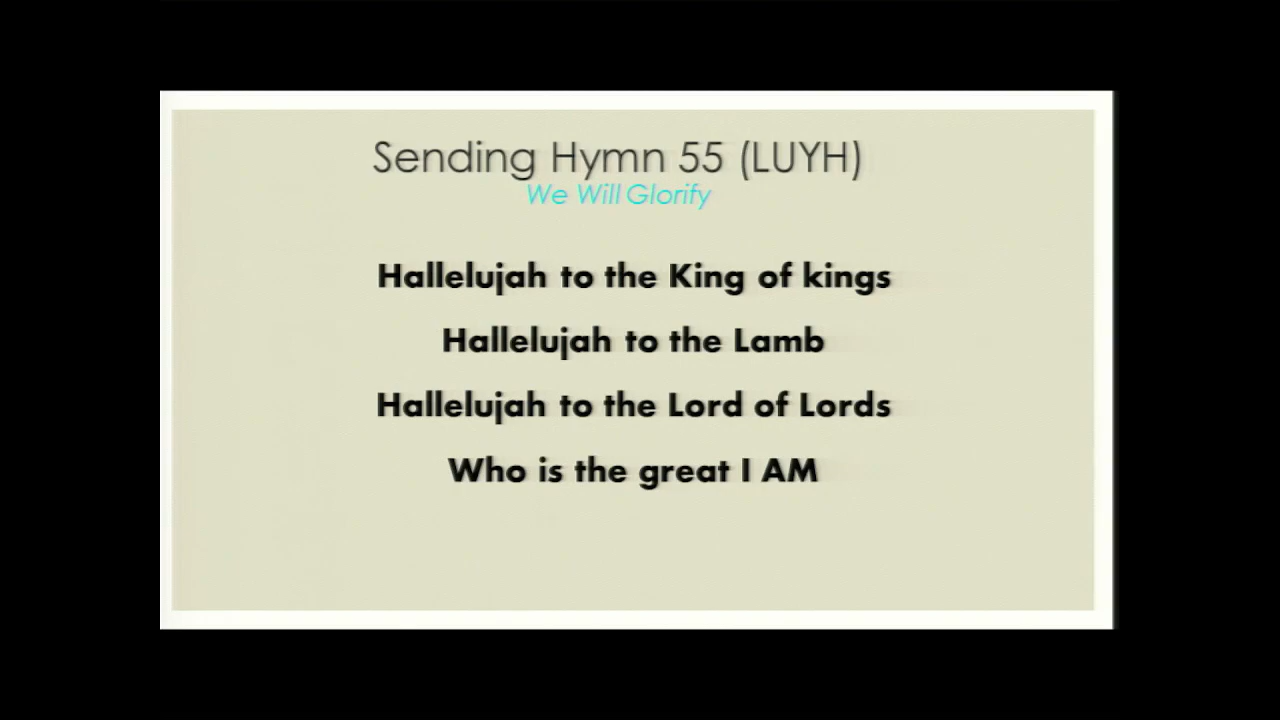 Sending Hymn 55 (LUYH)
We Will Glorify
Hallelujah to the King of kings
Hallelujah to the Lamb
Hallelujah to the Lord of Lords
Who is the great I AM